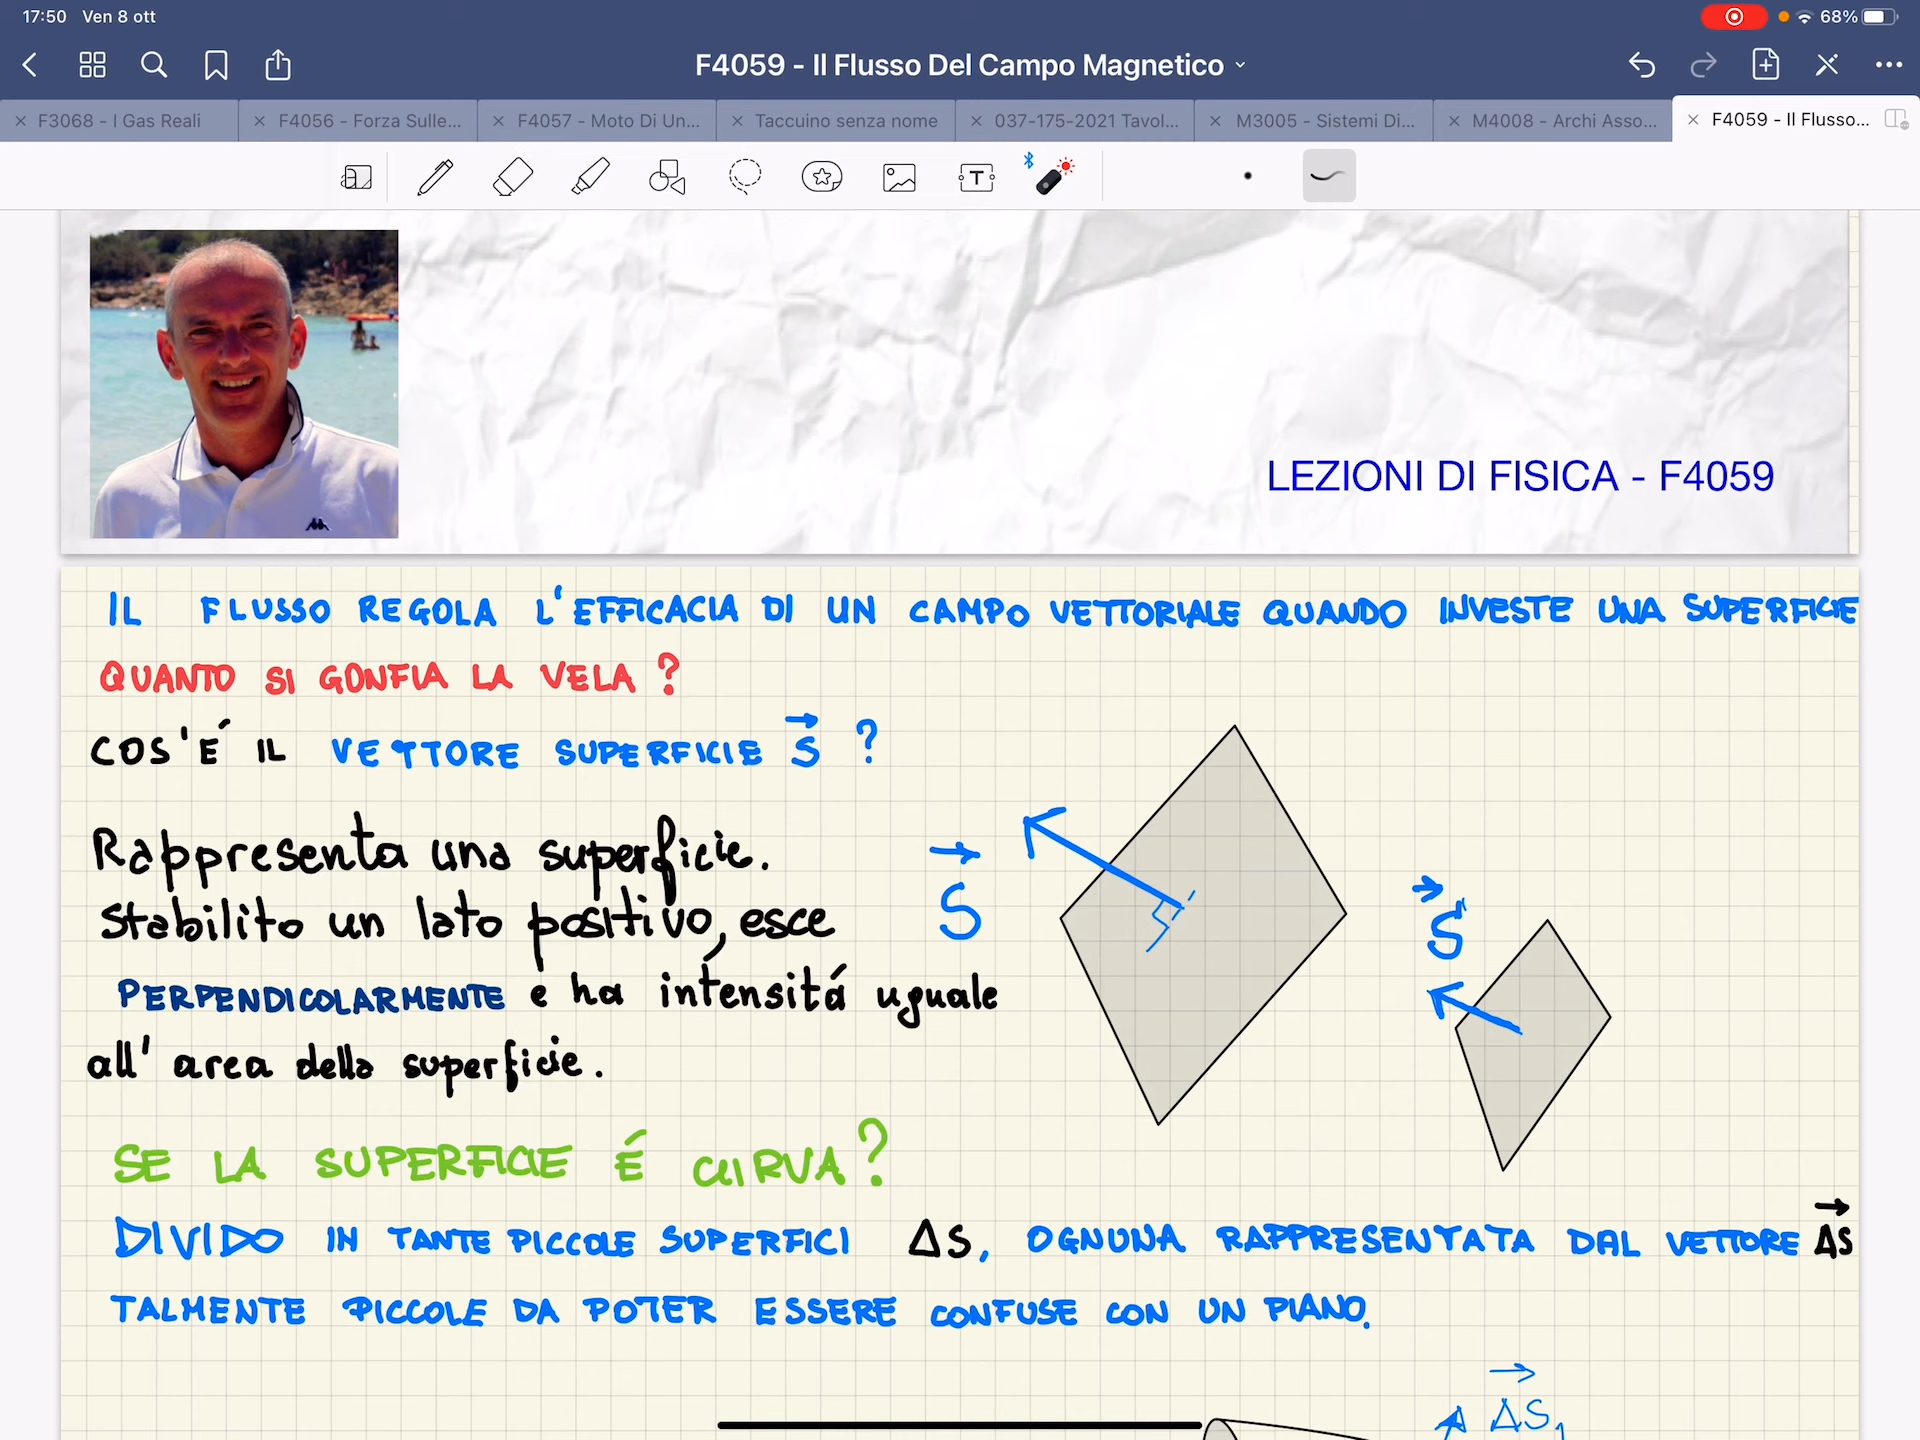 17:50 Ven 8 ott
68%
F4059 - Il Flusso Del Campo Magnetico
F3068 - I Gas Reali
F4056 - Forza Sulle...
F4057 - Moto Di Un...
Taccuino senza nome
037-175-2021 Tavol...
M3005 - Sistemi Di...
M4008 - Archi Asso...
F4059 - Il Flusso...
LEZIONI DI FISICA - F4059
IL FLUSSO REGOLA L'EFFICACIA DI UN CAMPO VETTORIALE QUANDO INVESTE UNA SUPERFICIE
QUANTO SI GONFIA LA VELA ?
COS'É IL VETTORE SUPERFICIE S⃗ ?
Rappresenta una superficie.
Stabilito un lato positivo, esce
PERPENDICOLARMENTE e ha intensitá uguale
all' area della superficie.
S⃗
S⃗
SE LA SUPERFICIE É CURVA?
DIVIDO IN TANTE PICCOLE SUPERFICI ΔS, OGNUNA RAPPRESENTATA DAL VETTORE ΔS⃗
TALMENTE PICCOLE DA POTER ESSERE CONFUSE CON UN PIANO.
ΔS⃗₁